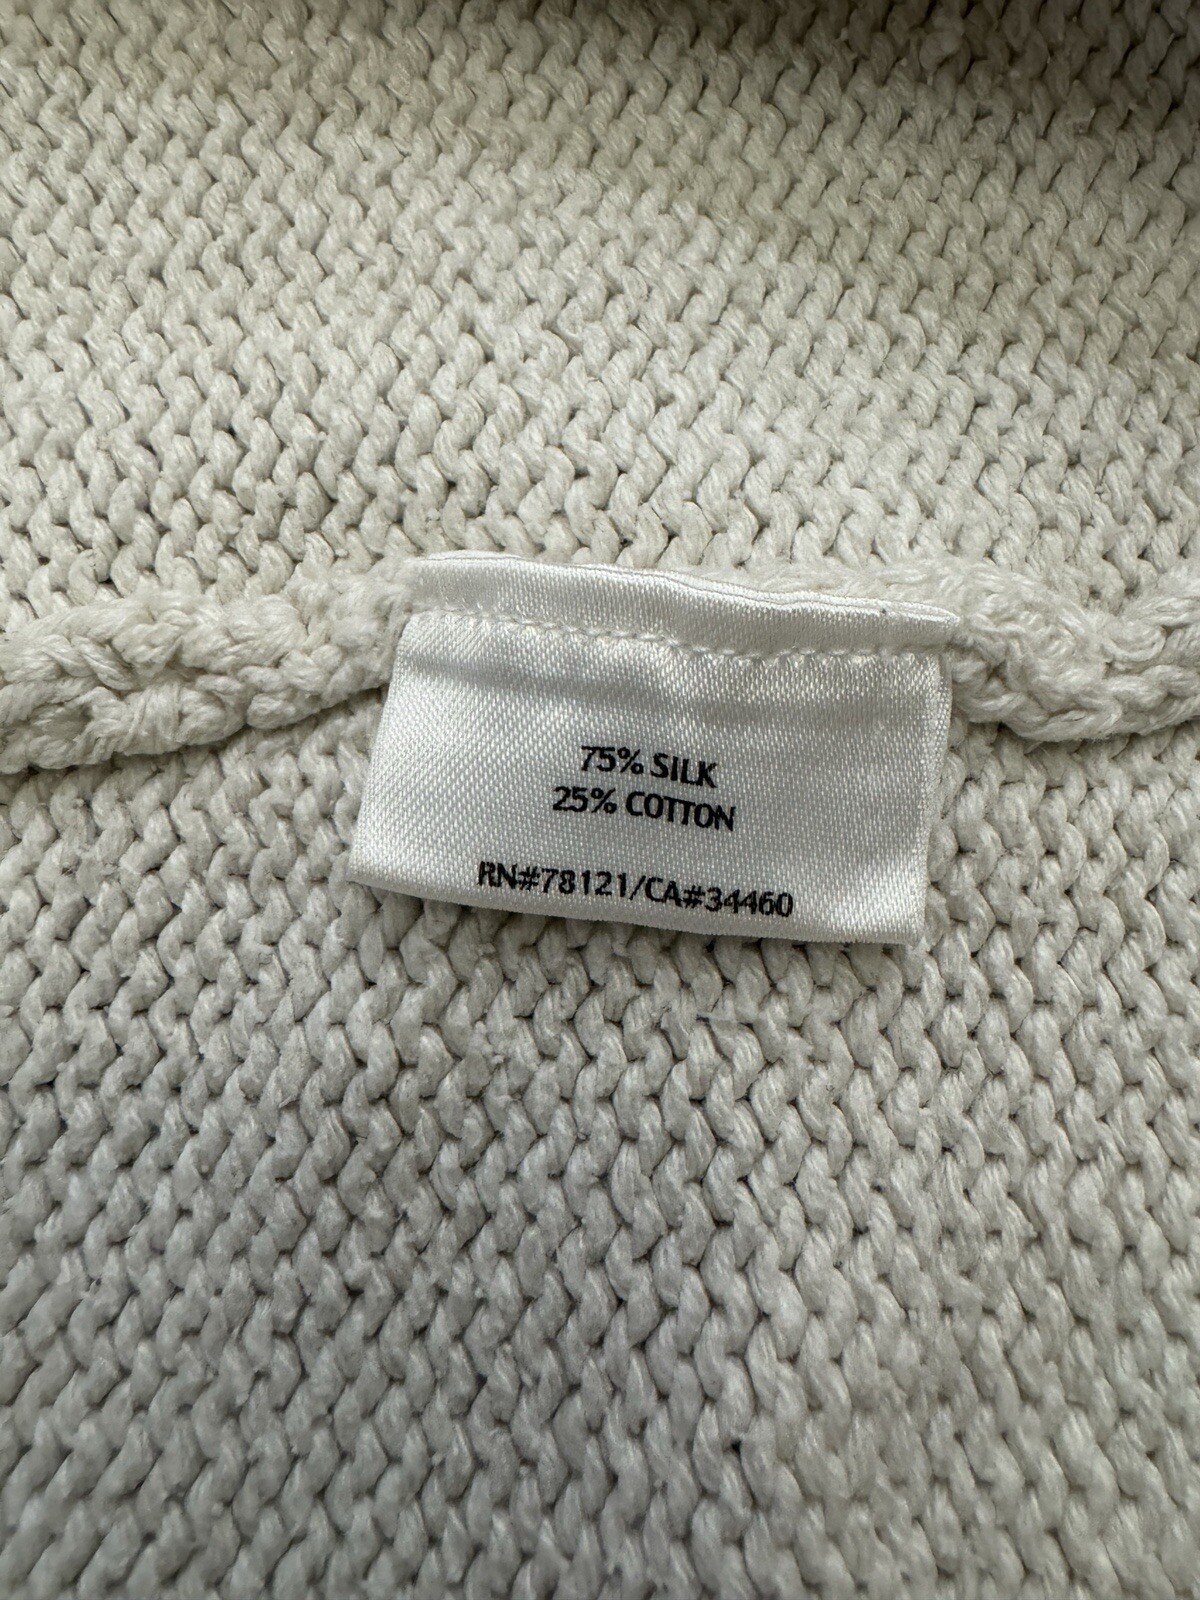 75% SILK
25% COTTON
RN#78121/CA#34460